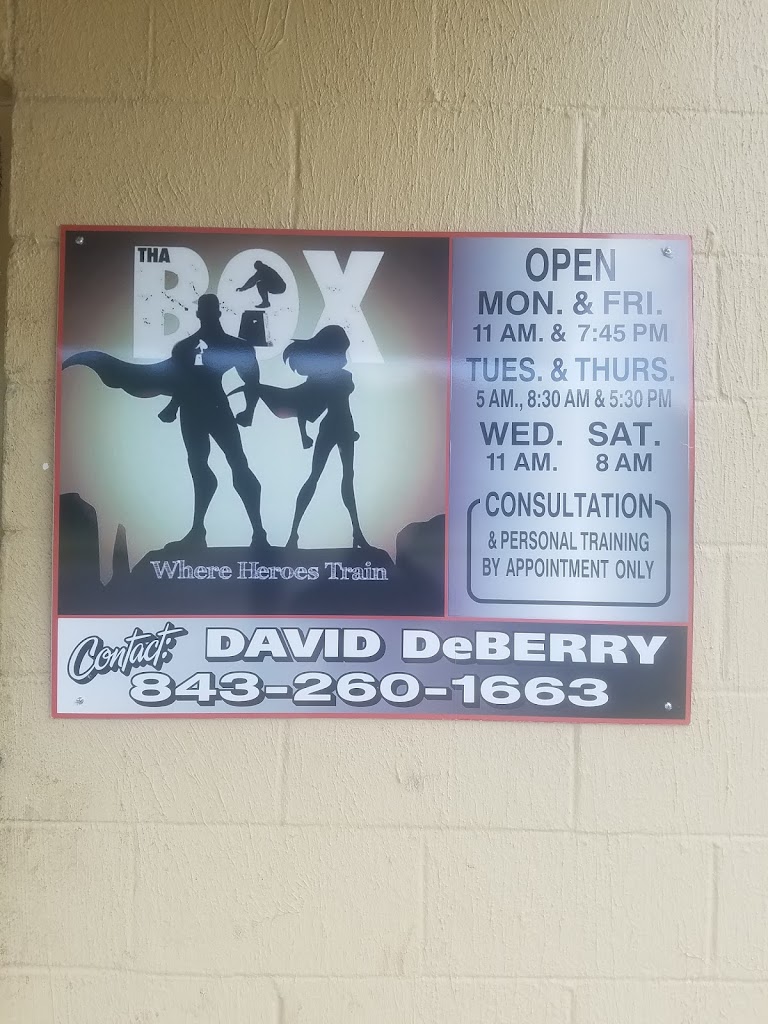 THA
BOX
Where Heroes Train
OPEN
MON. & FRI.
11 AM. & 7:45 PM
TUES. & THURS.
5 AM., 8:30 AM & 5:30 PM
WED. SAT.
11 AM. 8 AM
CONSULTATION
& PERSONAL TRAINING
BY APPOINTMENT ONLY
Contact: DAVID DeBERRY
843-260-1663